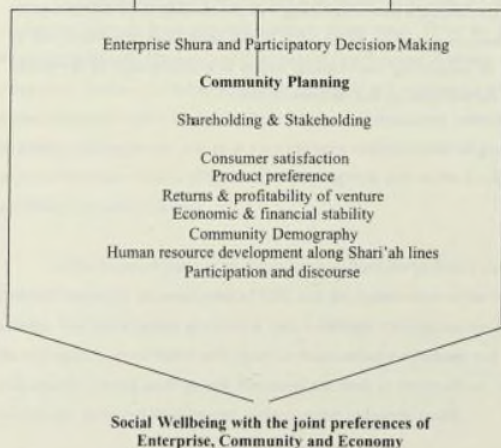 Enterprise Shura and Participatory Decision Making
Community Planning
Shareholding & Stakeholding
Consumer satisfaction
Product preference
Returns & profitability of venture
Economic & financial stability
Community Demography
Human resource development along Shari'ah lines
Participation and discourse
Social Wellbeing with the joint preferences of
Enterprise, Community and Economy